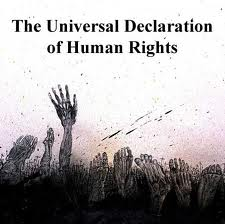 The Universal Declaration
of Human Rights